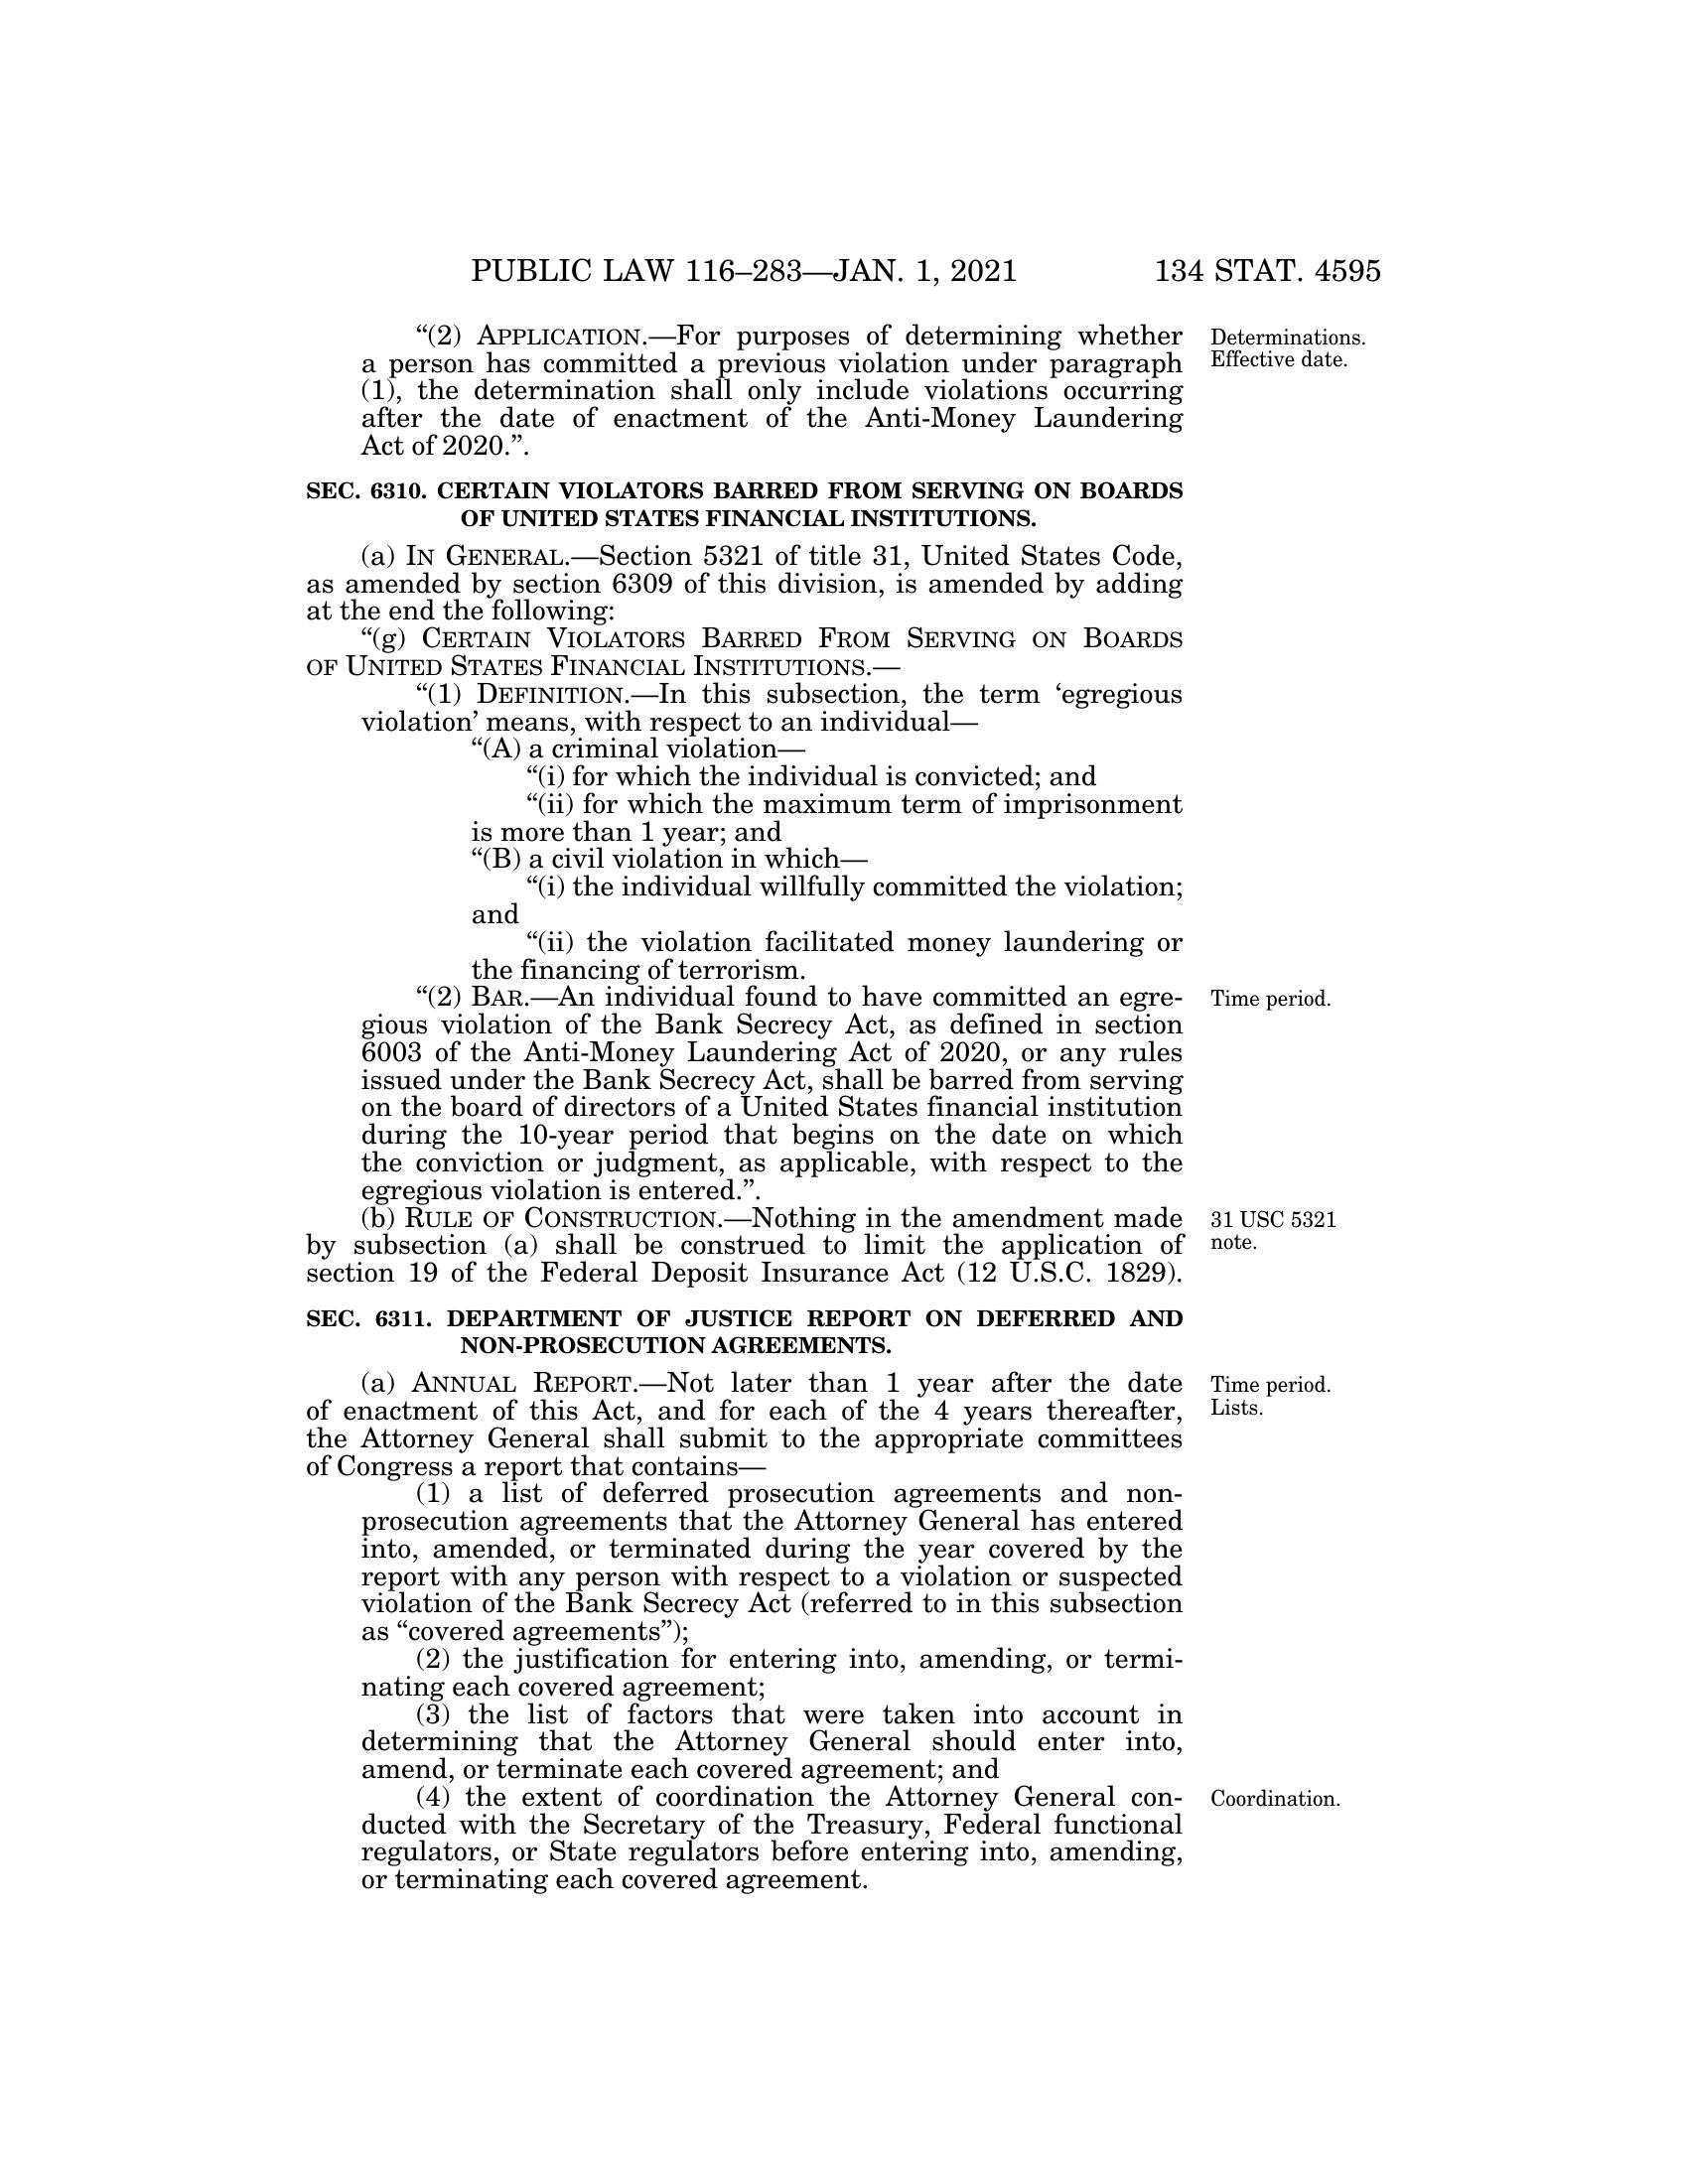 PUBLIC LAW 116–283—JAN. 1, 2021 134 STAT. 4595
“(2) APPLICATION.—For purposes of determining whether
a person has committed a previous violation under paragraph
(1), the determination shall only include violations occurring
after the date of enactment of the Anti-Money Laundering
Act of 2020.”.
Determinations.
Effective date.
SEC. 6310. CERTAIN VIOLATORS BARRED FROM SERVING ON BOARDS
OF UNITED STATES FINANCIAL INSTITUTIONS.
(a) IN GENERAL.—Section 5321 of title 31, United States Code,
as amended by section 6309 of this division, is amended by adding
at the end the following:
“(g) CERTAIN VIOLATORS BARRED FROM SERVING ON BOARDS
OF UNITED STATES FINANCIAL INSTITUTIONS.—
“(1) DEFINITION.—In this subsection, the term ‘egregious
violation’ means, with respect to an individual—
“(A) a criminal violation—
“(i) for which the individual is convicted; and
“(ii) for which the maximum term of imprisonment
is more than 1 year; and
“(B) a civil violation in which—
“(i) the individual willfully committed the violation;
and
“(ii) the violation facilitated money laundering or
the financing of terrorism.
“(2) BAR.—An individual found to have committed an egre-
gious violation of the Bank Secrecy Act, as defined in section
6003 of the Anti-Money Laundering Act of 2020, or any rules
issued under the Bank Secrecy Act, shall be barred from serving
on the board of directors of a United States financial institution
during the 10-year period that begins on the date on which
the conviction or judgment, as applicable, with respect to the
egregious violation is entered.”.
Time period.
(b) RULE OF CONSTRUCTION.—Nothing in the amendment made
by subsection (a) shall be construed to limit the application of
section 19 of the Federal Deposit Insurance Act (12 U.S.C. 1829).
31 USC 5321
note.
SEC. 6311. DEPARTMENT OF JUSTICE REPORT ON DEFERRED AND
NON-PROSECUTION AGREEMENTS.
(a) ANNUAL REPORT.—Not later than 1 year after the date
of enactment of this Act, and for each of the 4 years thereafter,
the Attorney General shall submit to the appropriate committees
of Congress a report that contains—
Time period.
Lists.
(1) a list of deferred prosecution agreements and non-
prosecution agreements that the Attorney General has entered
into, amended, or terminated during the year covered by the
report with any person with respect to a violation or suspected
violation of the Bank Secrecy Act (referred to in this subsection
as “covered agreements”);
(2) the justification for entering into, amending, or termi-
nating each covered agreement;
(3) the list of factors that were taken into account in
determining that the Attorney General should enter into,
amend, or terminate each covered agreement; and
(4) the extent of coordination the Attorney General con-
ducted with the Secretary of the Treasury, Federal functional
regulators, or State regulators before entering into, amending,
or terminating each covered agreement.
Coordination.